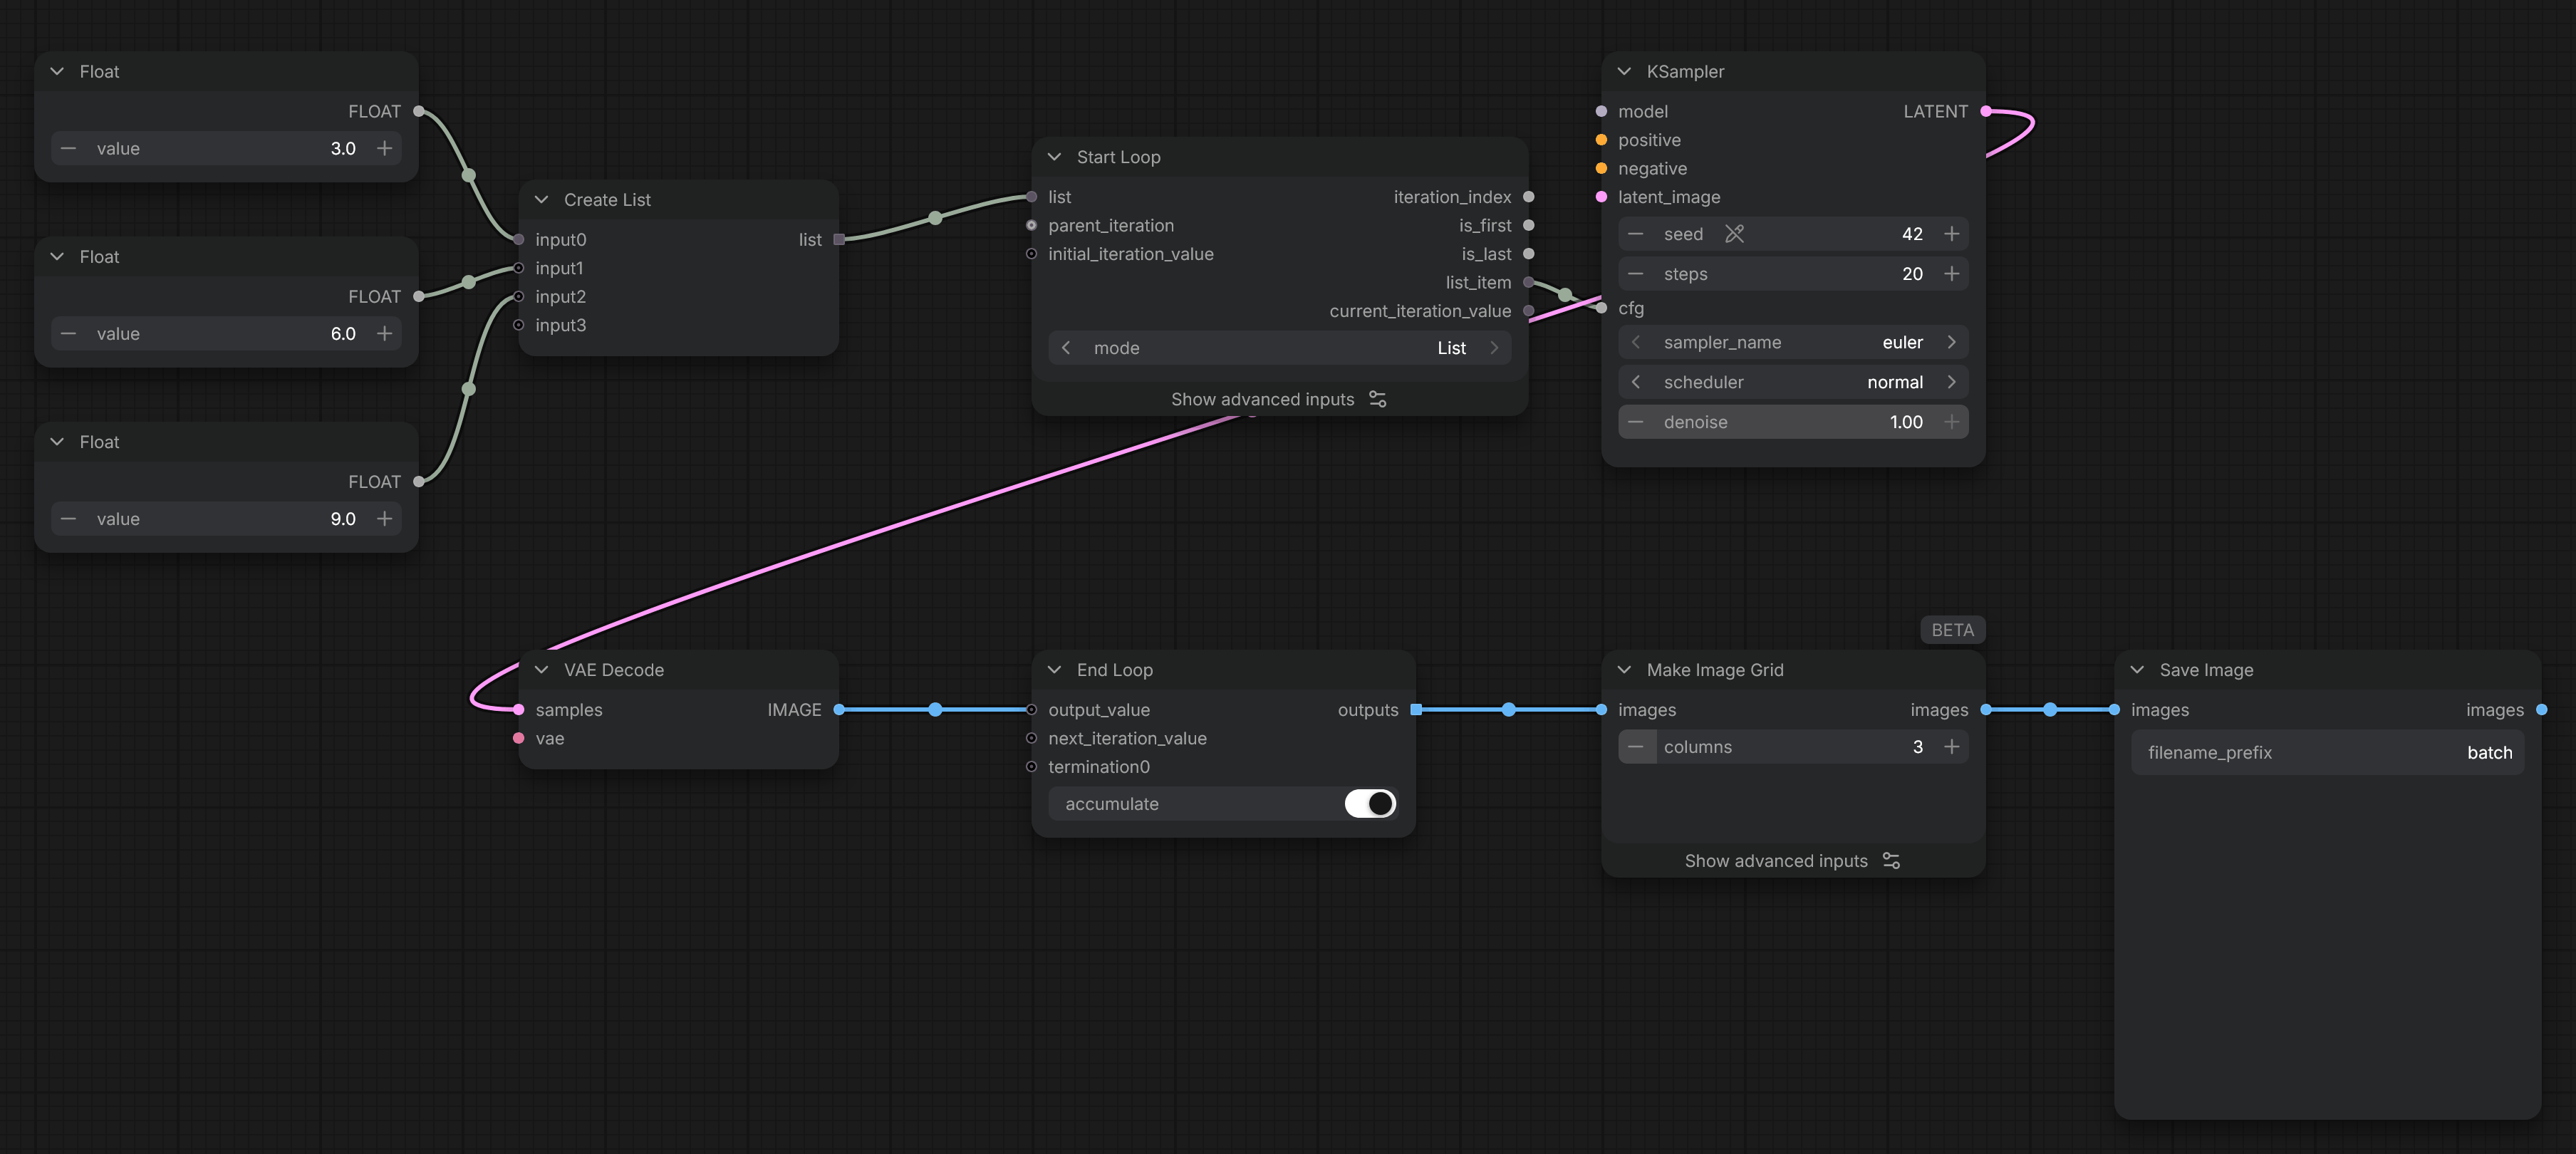 Float
FLOAT
value 3.0
Float
FLOAT
value 6.0
Float
FLOAT
value 9.0
Create List
input0 list
input1
input2
input3
Start Loop
list iteration_index
parent_iteration is_first
initial_iteration_value is_last
list_item
current_iteration_value
mode List
Show advanced inputs
KSampler
model LATENT
positive
negative
latent_image
seed 42
steps 20
cfg
sampler_name euler
scheduler normal
denoise 1.00
VAE Decode
samples IMAGE
vae
End Loop
output_value outputs
next_iteration_value
termination0
accumulate
BETA
Make Image Grid
images images
columns 3
Show advanced inputs
Save Image
images images
filename_prefix batch